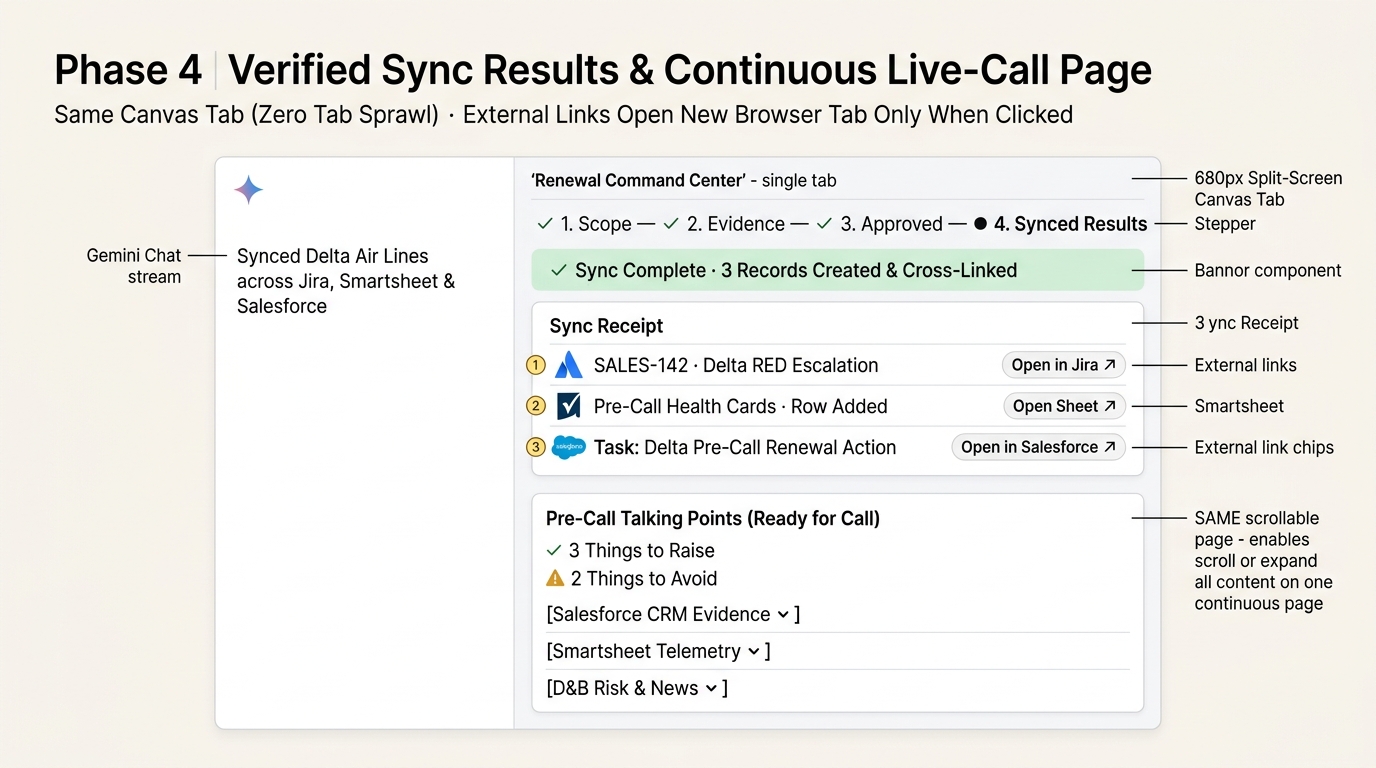 Phase 4 | Verified Sync Results & Continuous Live-Call Page
Same Canvas Tab (Zero Tab Sprawl) · External Links Open New Browser Tab Only When Clicked
Gemini Chat
stream
Synced Delta Air Lines
across Jira, Smartsheet &
Salesforce
‘Renewal Command Center’ - single tab
✓ 1. Scope — ✓ 2. Evidence — ✓ 3. Approved — ● 4. Synced Results
✓ Sync Complete · 3 Records Created & Cross-Linked
Sync Receipt
1 SALES-142 · Delta RED Escalation Open in Jira ↗
2 Pre-Call Health Cards · Row Added Open Sheet ↗
3 salesforce Task: Delta Pre-Call Renewal Action Open in Salesforce ↗
Pre-Call Talking Points (Ready for Call)
✓ 3 Things to Raise
⚠ 2 Things to Avoid
[Salesforce CRM Evidence ⌄]
[Smartsheet Telemetry ⌄]
[D&B Risk & News ⌄]
680px Split-Screen
Canvas Tab
Stepper
Bannor component
3 ync Receipt
External links
Smartsheet
External link chips
SAME scrollable
page - enables
scroll or expand
all content on one
continuous page